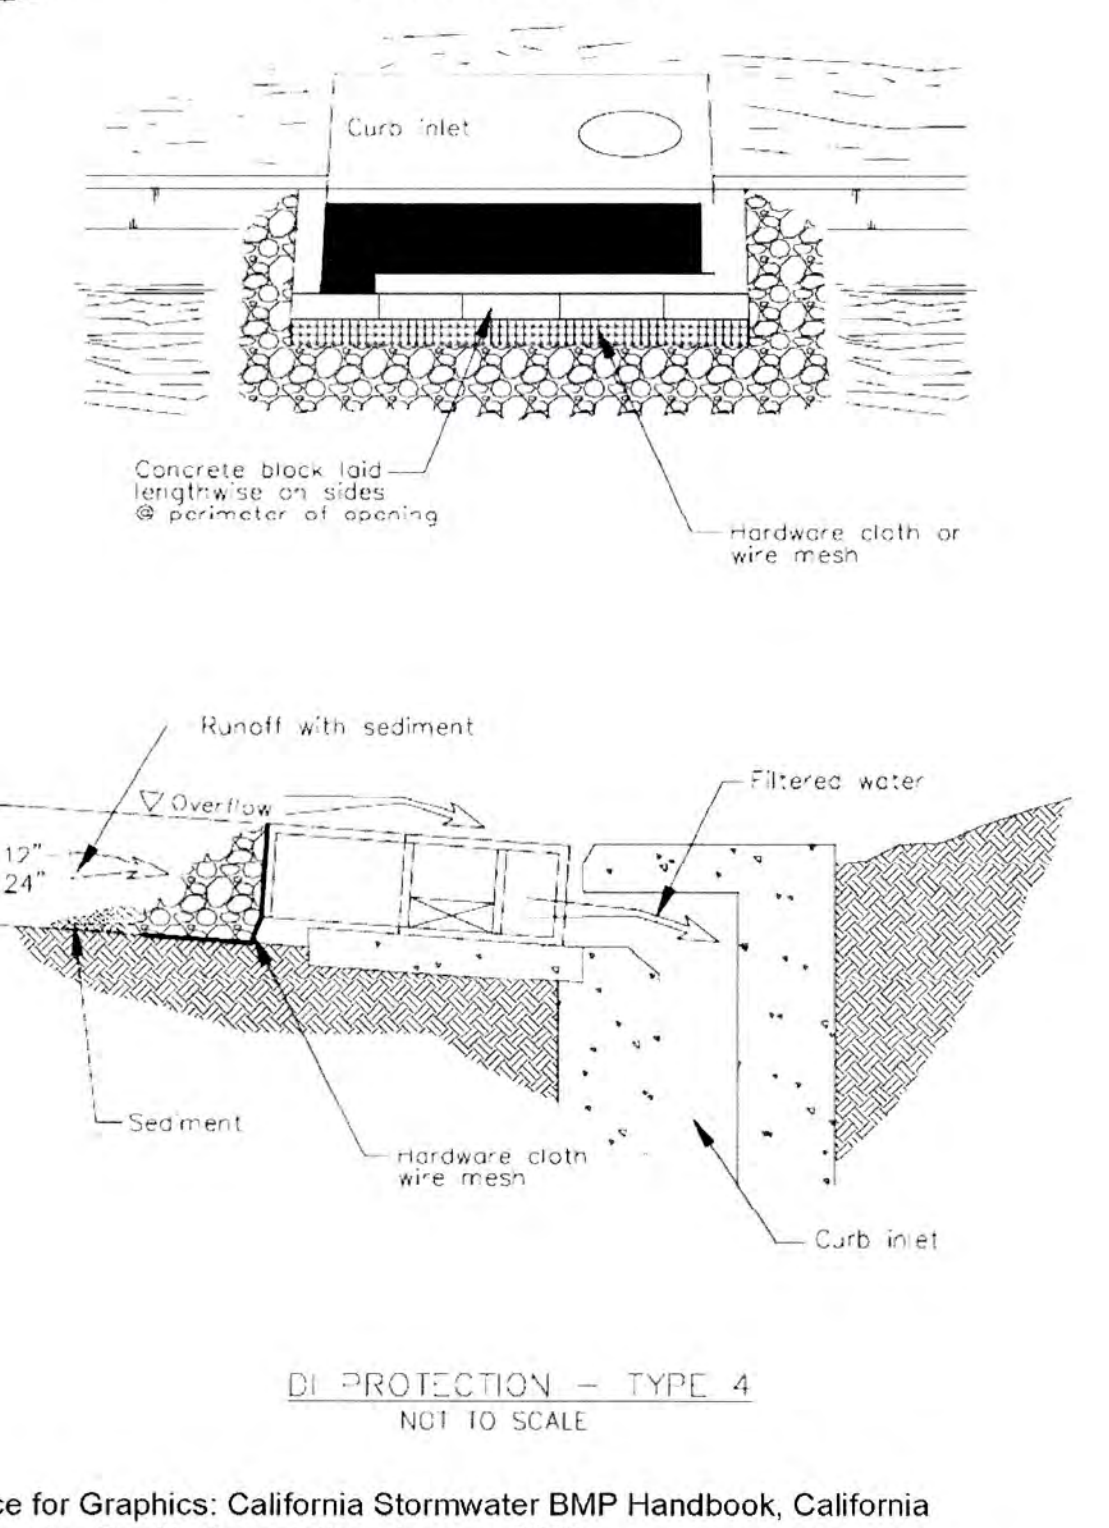 Curb inlet
Concrete block laid
lengthwise on sides
@ perimeter of opening
Hardware cloth or
wire mesh
Runoff with sediment
Overflow
Filtered water
12"
24"
Sediment
Hardware cloth
wire mesh
Curb inlet
DI PROTECTION – TYPE 4
NOT TO SCALE
ce for Graphics: California Stormwater BMP Handbook, California